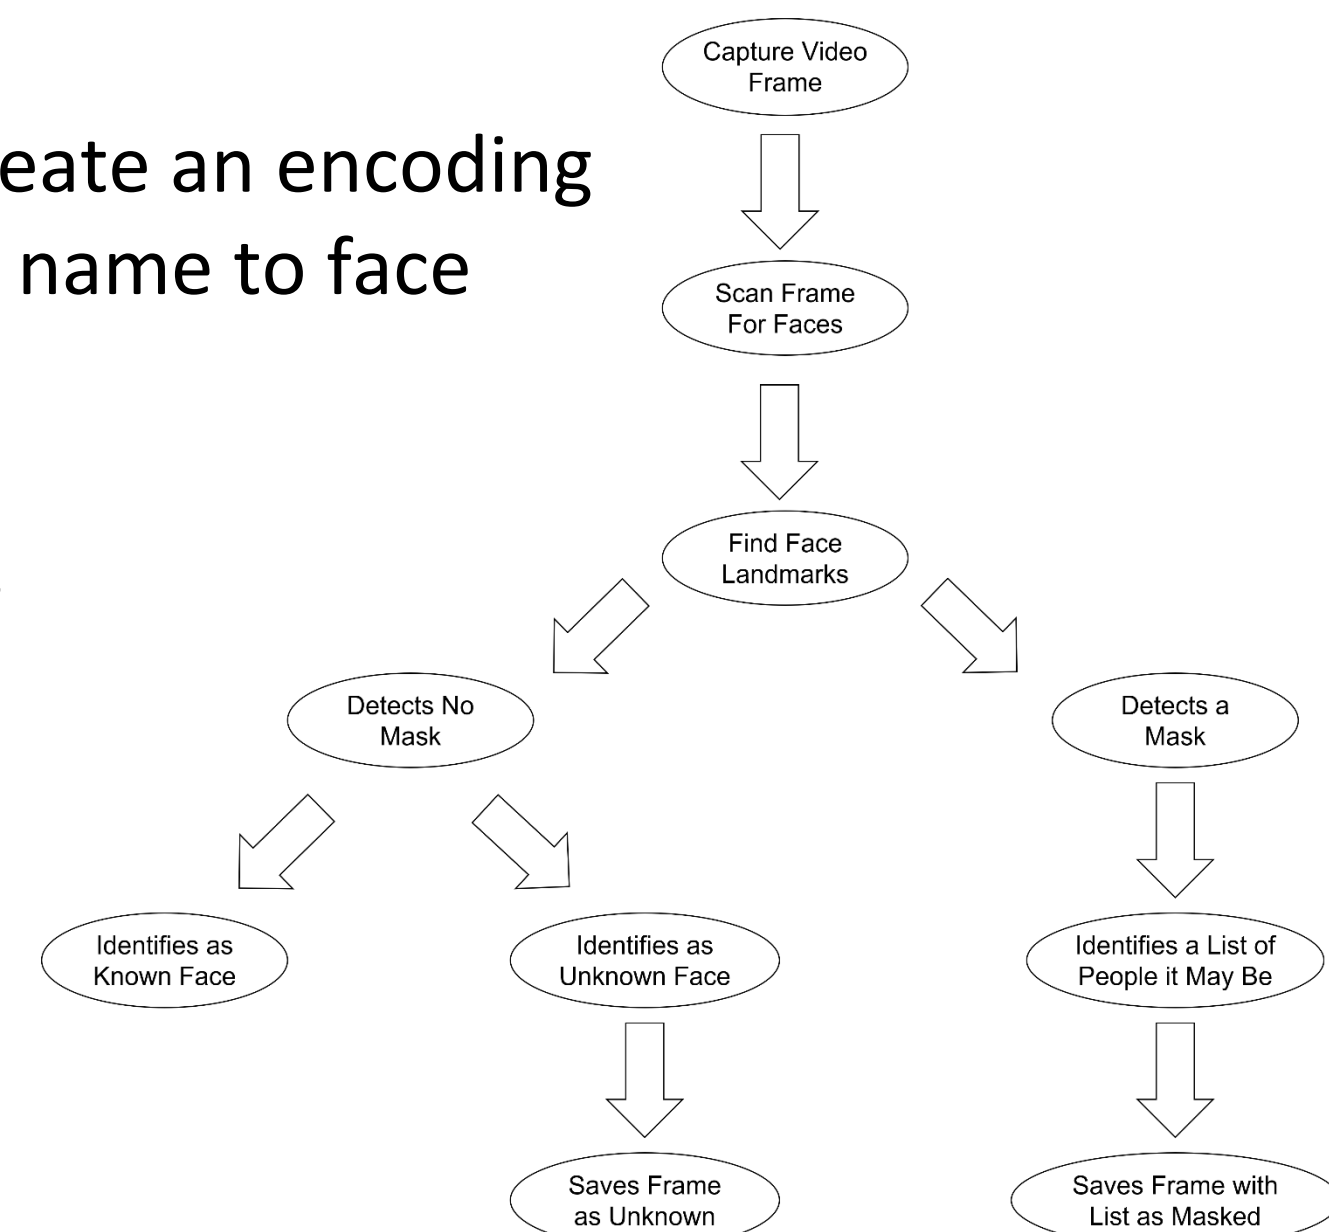 eate an encoding
name to face
Capture Video
Frame
Scan Frame
For Faces
Find Face
Landmarks
Detects No
Mask
Detects a
Mask
Identifies as
Known Face
Identifies as
Unknown Face
Identifies a List of
People it May Be
Saves Frame
as Unknown
Saves Frame with
List as Masked